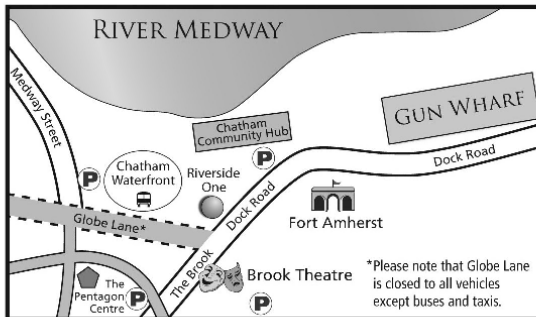 RIVER MEDWAY
Medway Street
GUN WHARF
Chatham
Community Hub
P
Dock Road
P
Chatham
Waterfront
Riverside
One
Dock Road
Fort Amherst
Globe Lane*
The Brook
Brook Theatre
The
Pentagon
Centre
P
P
*Please note that Globe Lane
is closed to all vehicles
except buses and taxis.